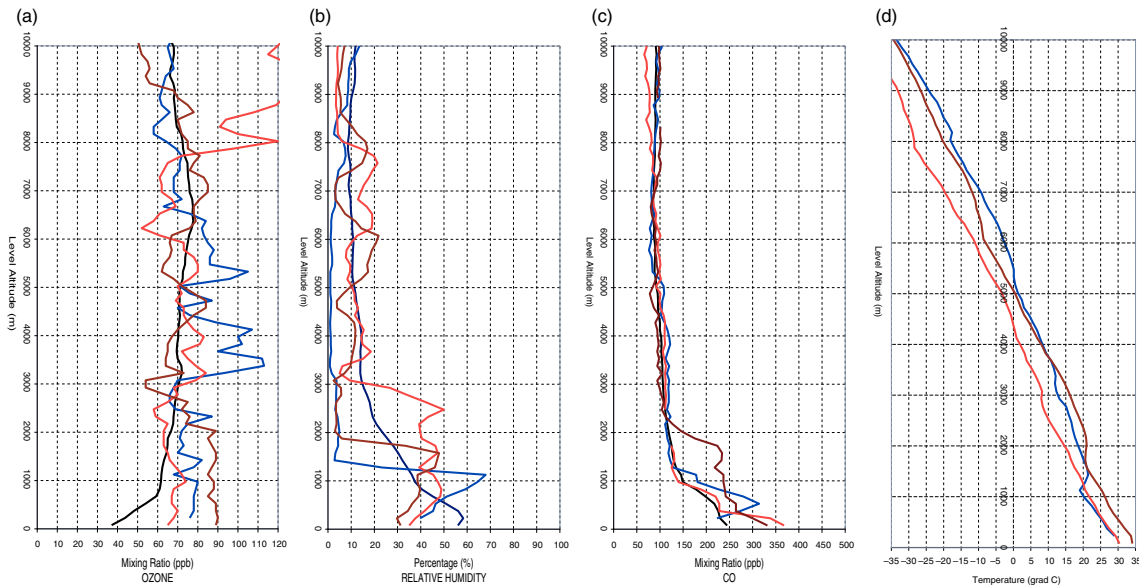 (a)
(b)
(c)
(d)
10000
9000
8000
7000
6000
5000
4000
3000
2000
1000
0
Level Altitude (m)
0 10 20 30 40 50 60 70 80 90 100 110 120
Mixing Ratio (ppb)
OZONE
10000
9000
8000
7000
6000
5000
4000
3000
2000
1000
0
Level Altitude (m)
0 10 20 30 40 50 60 70 80 90 100
Percentage (%)
RELATIVE HUMIDITY
10000
9000
8000
7000
6000
5000
4000
3000
2000
1000
0
Level Altitude (m)
0 50 100 150 200 250 300 350 400 450 500
Mixing Ratio (ppb)
CO
10000
9000
8000
7000
6000
5000
4000
3000
2000
1000
0
Level Altitude (m)
−35 −35 −25 −20 −15 −10 −5 0 5 10 15 20 25 30 35
Temperature (grad C)